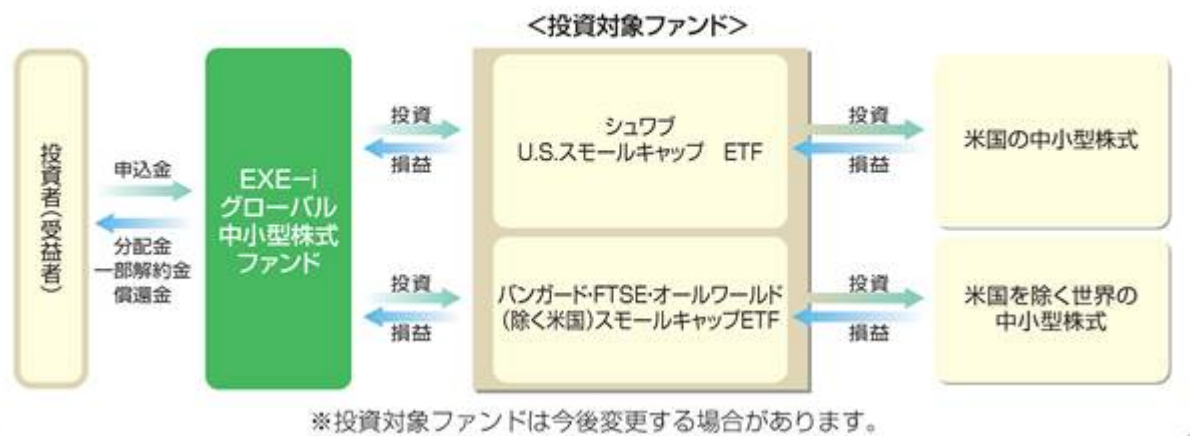 <投資対象ファンド>
投資者(受益者)
申込金
分配金
一部解約金
償還金
EXE-i
グローバル
中小型株式
ファンド
投資
損益
シュワブ
U.S.スモールキャップ ETF
投資
損益
米国の中小型株式
投資
損益
バンガード・FTSE・オールワールド
(除く米国)スモールキャップETF
投資
損益
米国を除く世界の
中小型株式
※投資対象ファンドは今後変更する場合があります。